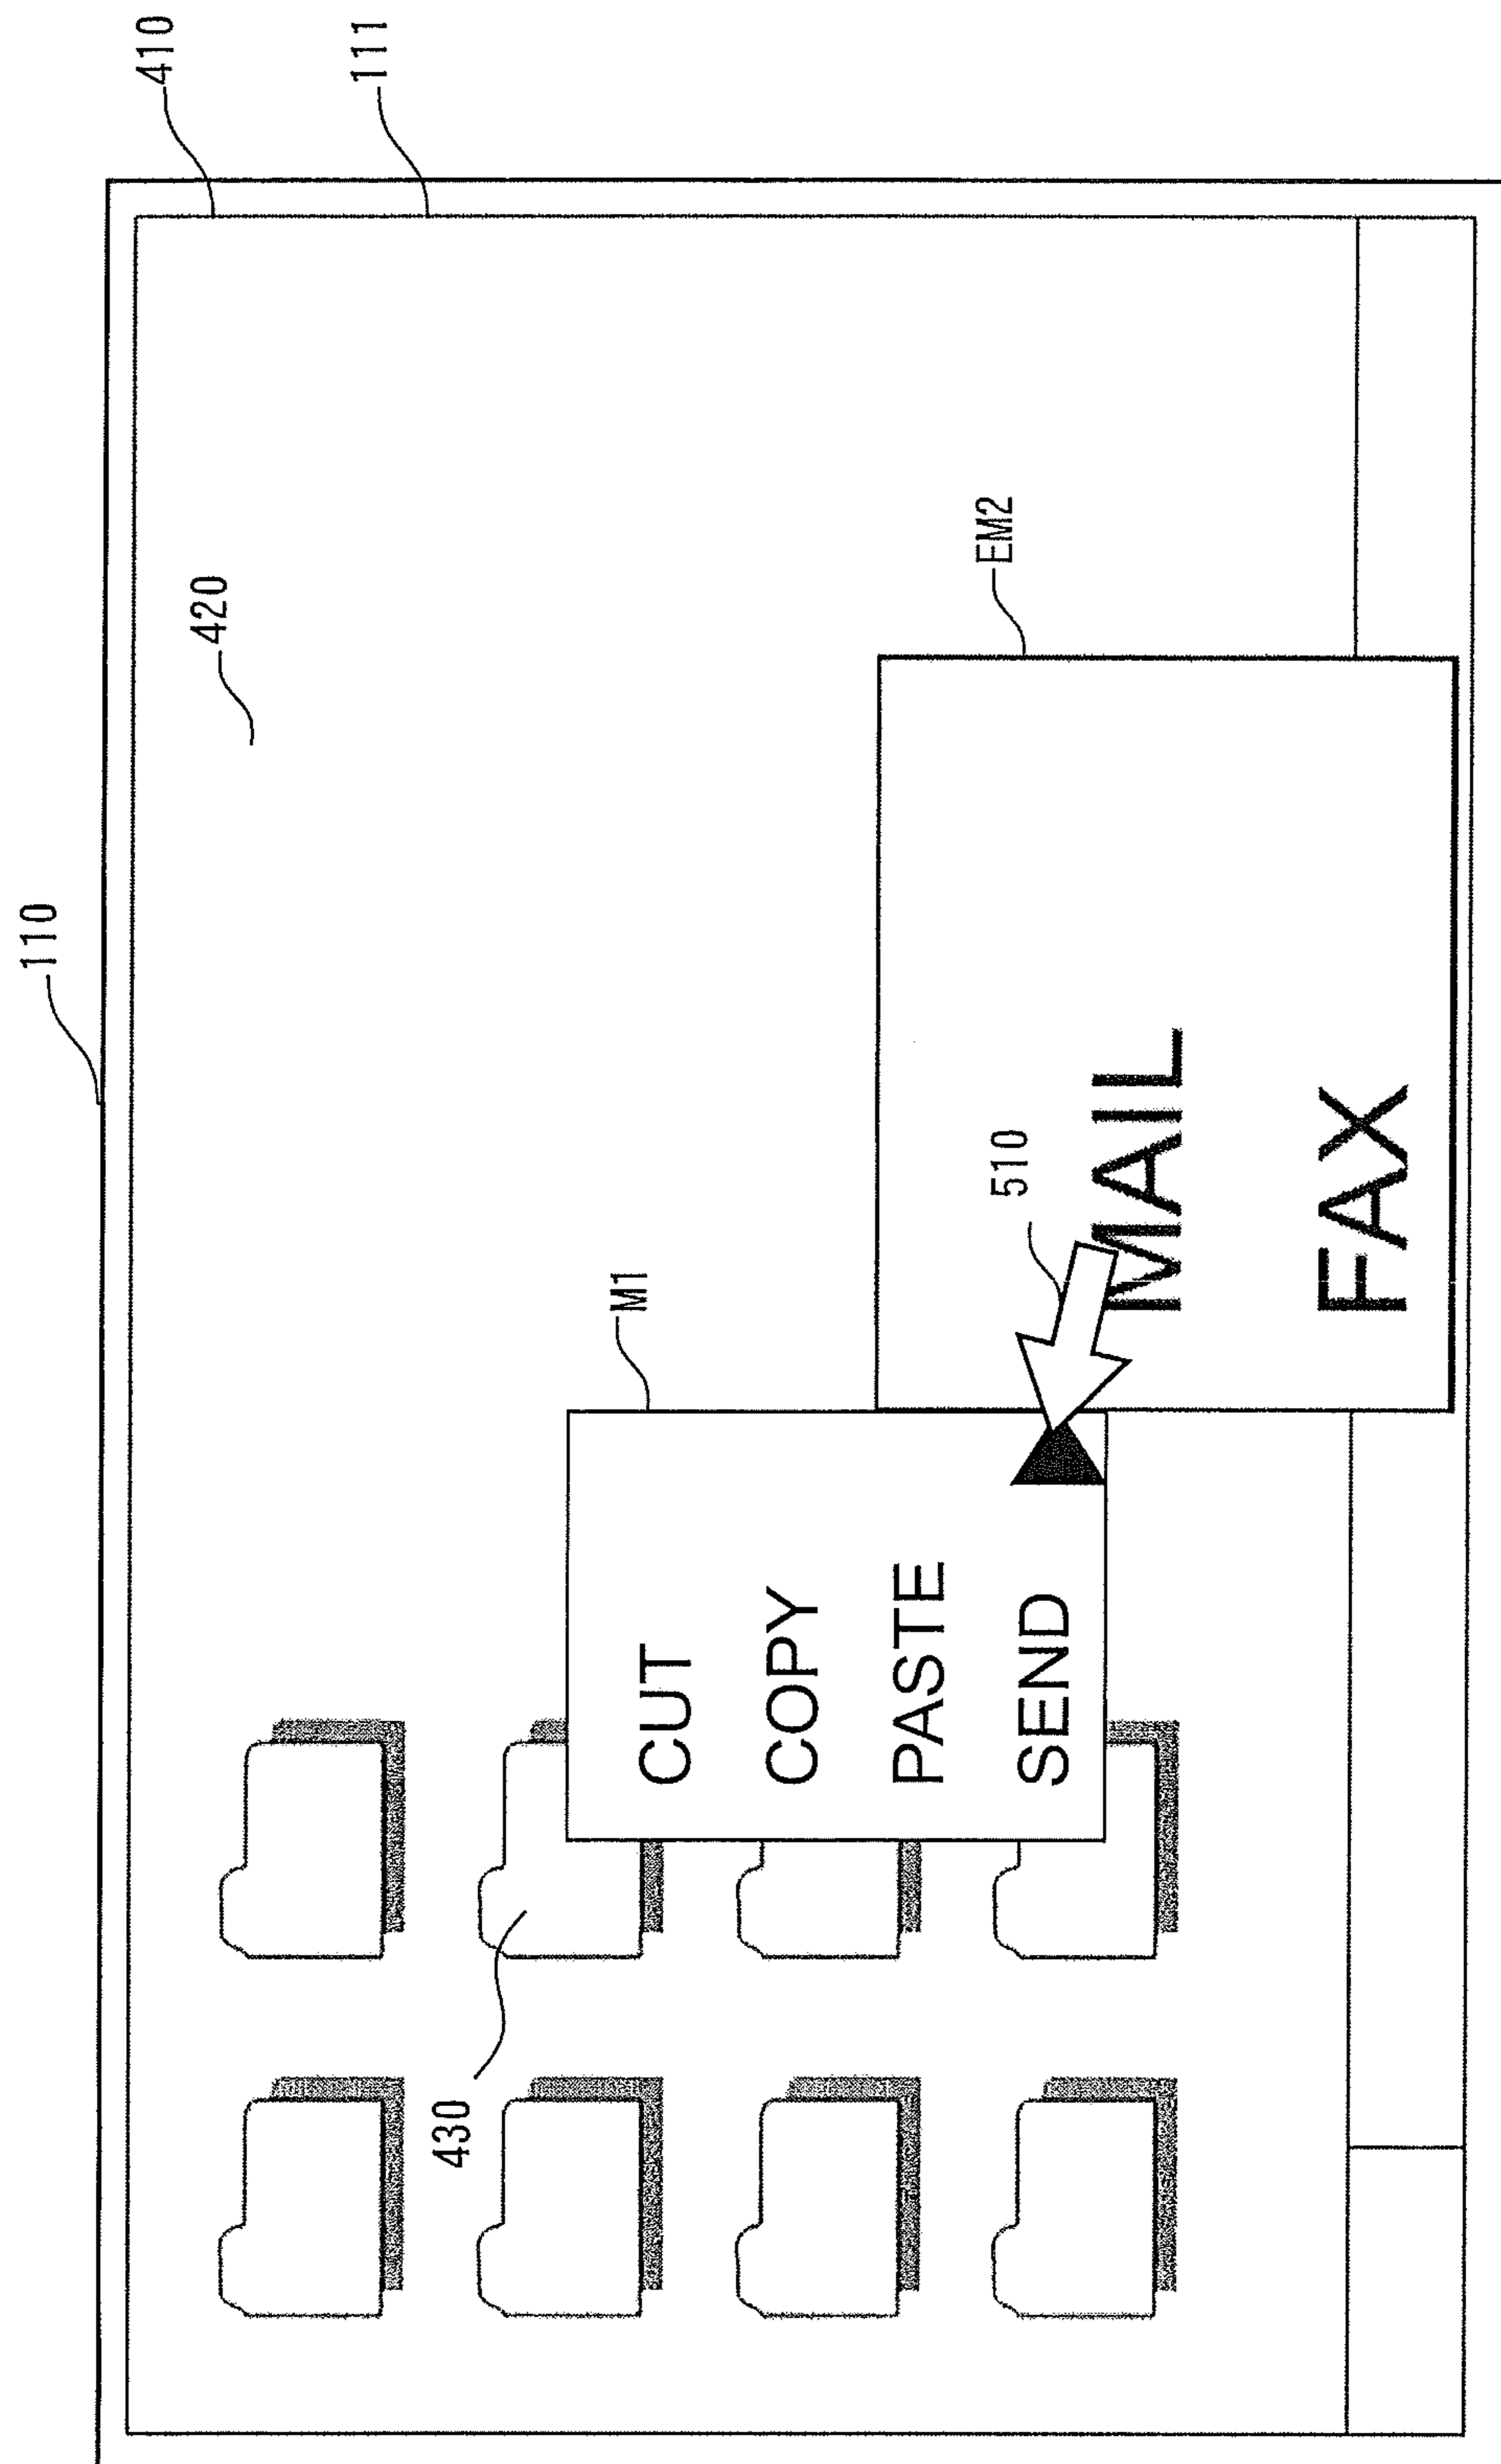 110
410
111
420
430
M1
CUT
COPY
PASTE
SEND
EM2
510
MAIL
FAX